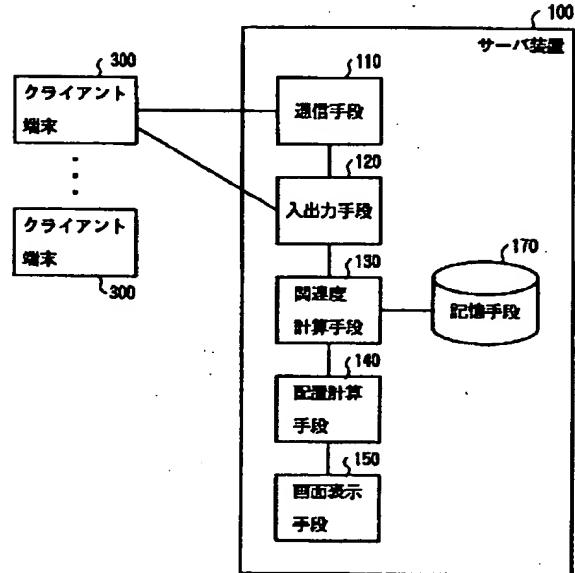 100
サーバ装置
300
クライアント
端末
110
通信手段
120
入出力手段
クライアント
端末
300
130
関連度
計算手段
170
記憶手段
140
配置計算
手段
150
画面表示
手段